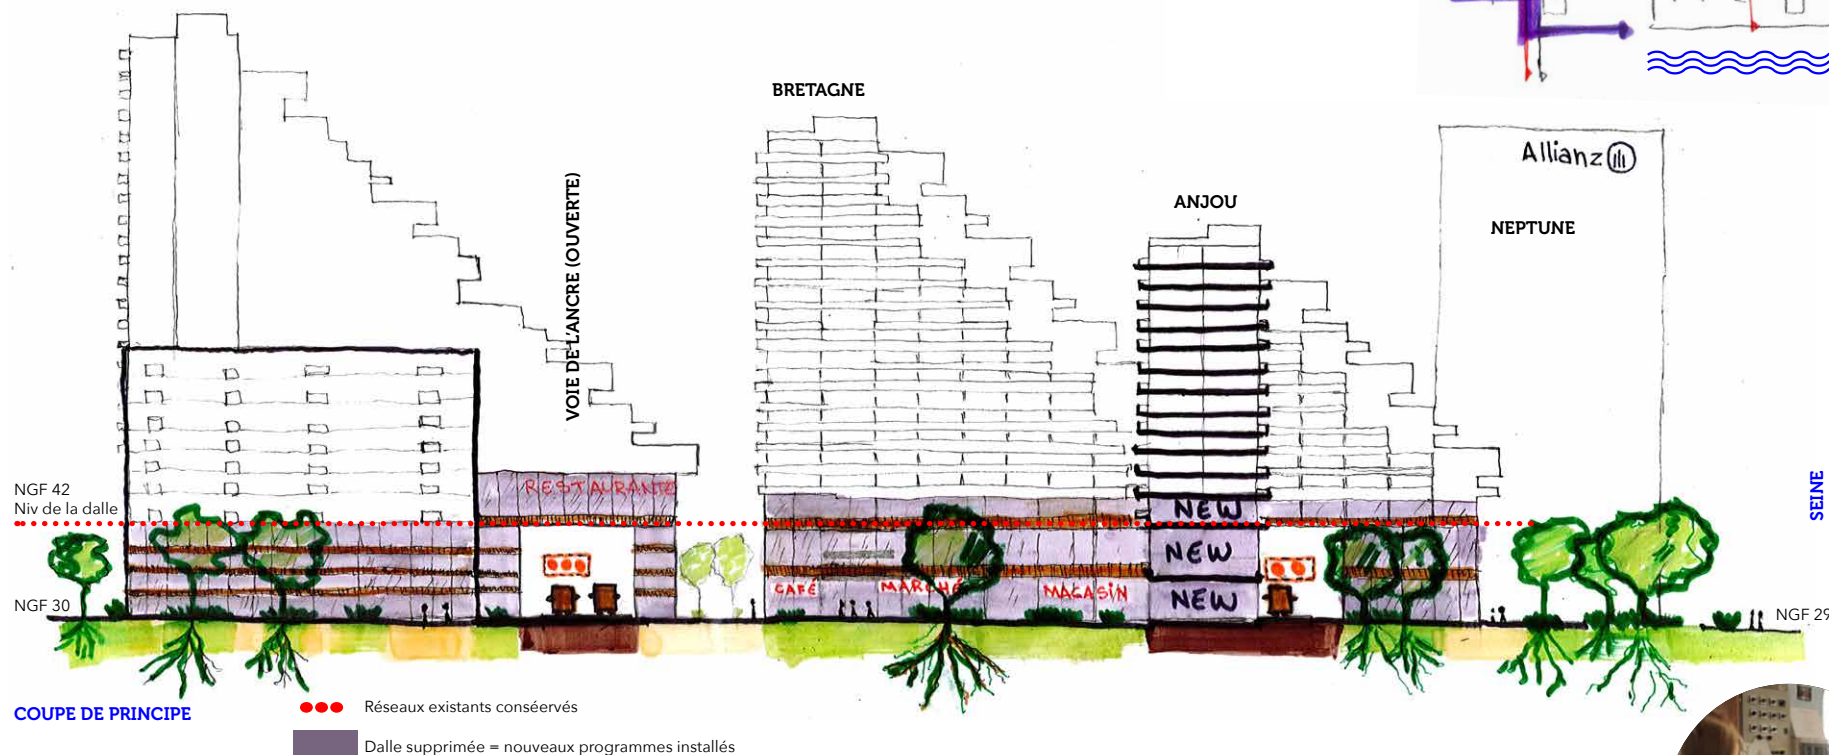 BRETAGNE
Allianz
ANJOU
NEPTUNE
VOIE DE L'ANCRE (OUVERTE)
RESTAURANTE
NGF 42
Niv de la dalle
SEINE
NEW
NEW
CAFÉ MARCHÉ MAGASIN
NEW
NGF 30
NGF 29
COUPE DE PRINCIPE
Réseaux existants conséervés
Dalle supprimée = nouveaux programmes installés